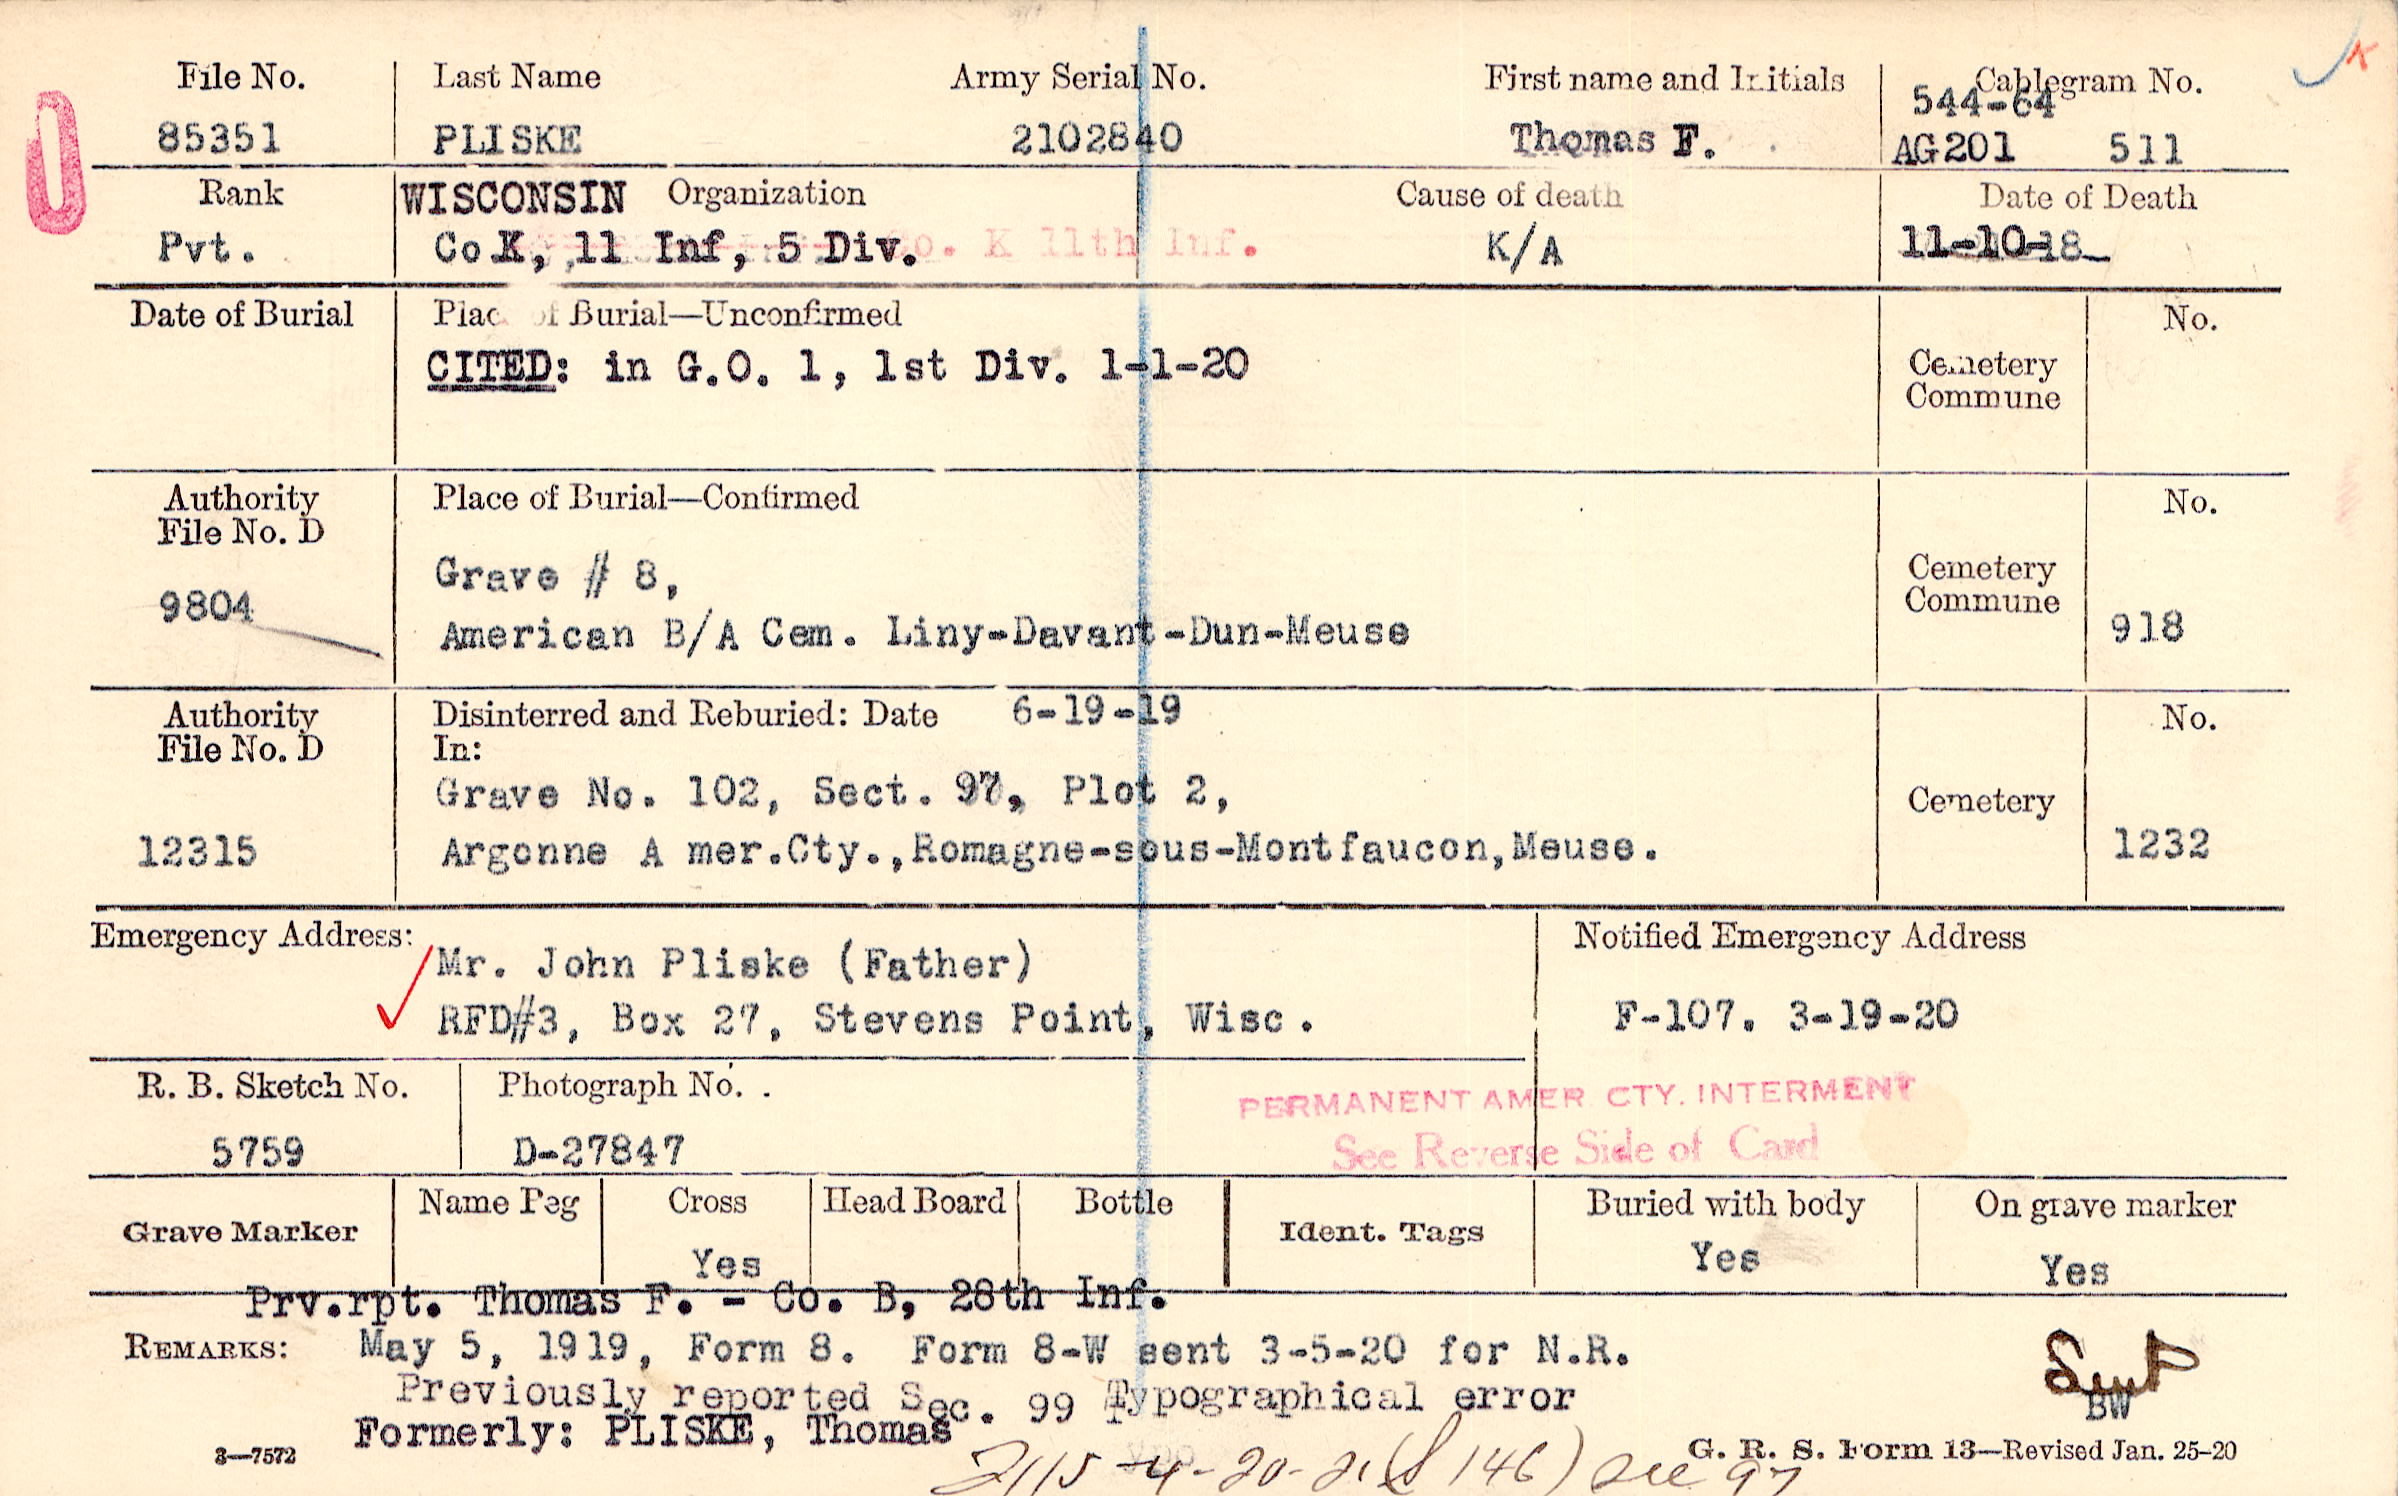 File No. Last Name Army Serial No. First name and Initials Cablegram No.
544-64
85351 PLISKE 2102840 Thomas F. AG201 511
Rank WISCONSIN Organization Cause of death Date of Death
Pvt. Co K, 11 Inf, 5 Div. Co. K 11th Inf. K/A 11-10-18
Date of Burial Place of Burial—Unconfirmed No.
CITED: in G.O. 1, 1st Div. 1-1-20 Cemetery
Commune
Authority Place of Burial—Confirmed No.
File No. D
Grave # 8, Cemetery
9804 Commune
American B/A Cem. Liny-Davant-Dun-Meuse 918
Authority Disinterred and Reburied: Date 6-19-19 No.
File No. D In:
Grave No. 102, Sect. 97, Plot 2, Cemetery
12315 Argonne A mer.Cty.,Romagne-sous-Montfaucon,Meuse. 1232
Emergency Address: Notified Emergency Address
Mr. John Pliske (Father)
RFD#3, Box 27, Stevens Point, Wisc. F-107. 3-19-20
R. B. Sketch No. Photograph No.
PERMANENT AMER CTY. INTERMENT
5759 D-27847 See Reverse Side of Card
Grave Marker Name Peg Cross Head Board Bottle Ident. Tags Buried with body On grave marker
Yes Yes Yes
Prv.rpt. Thomas F. - Co. B, 28th Inf.
REMARKS: May 5, 1919, Form 8. Form 8-W sent 3-5-20 for N.R.
Previously reported Sec. 99 Typographical error
BW
Formerly: PLISKE, Thomas
3—7572 G. R. S. Form 13—Revised Jan. 25-20
4-20-21 146) sec 97